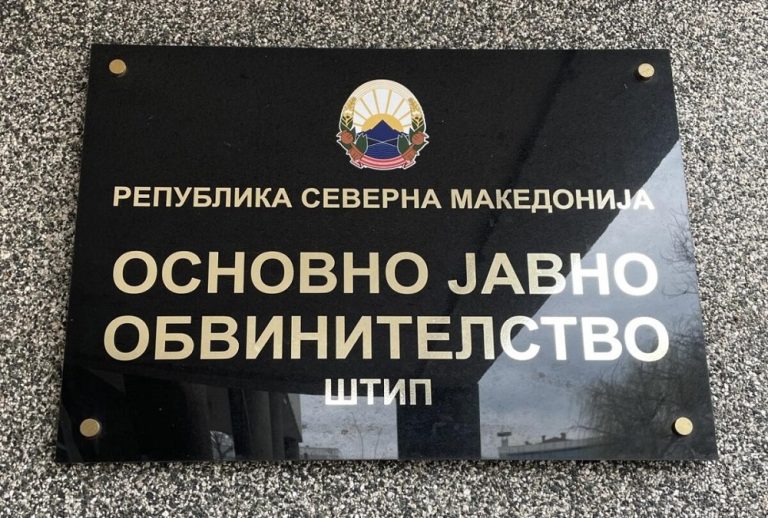 РЕПУБЛИКА СЕВЕРНА МАКЕДОНИЈА
ОСНОВНО ЈАВНО
ОБВИНИТЕЛСТВО
ШТИП